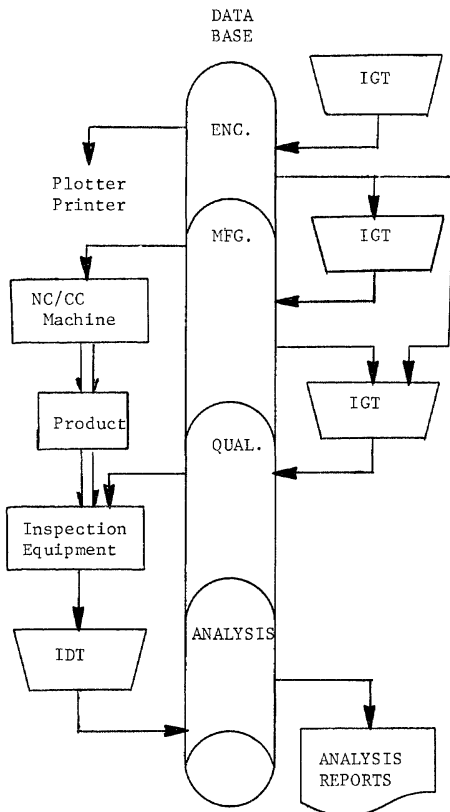 DATA
BASE
IGT
ENG.
Plotter
Printer
MFG.
IGT
NC/CC
Machine
IGT
Product
QUAL.
Inspection
Equipment
ANALYSIS
IDT
ANALYSIS
REPORTS